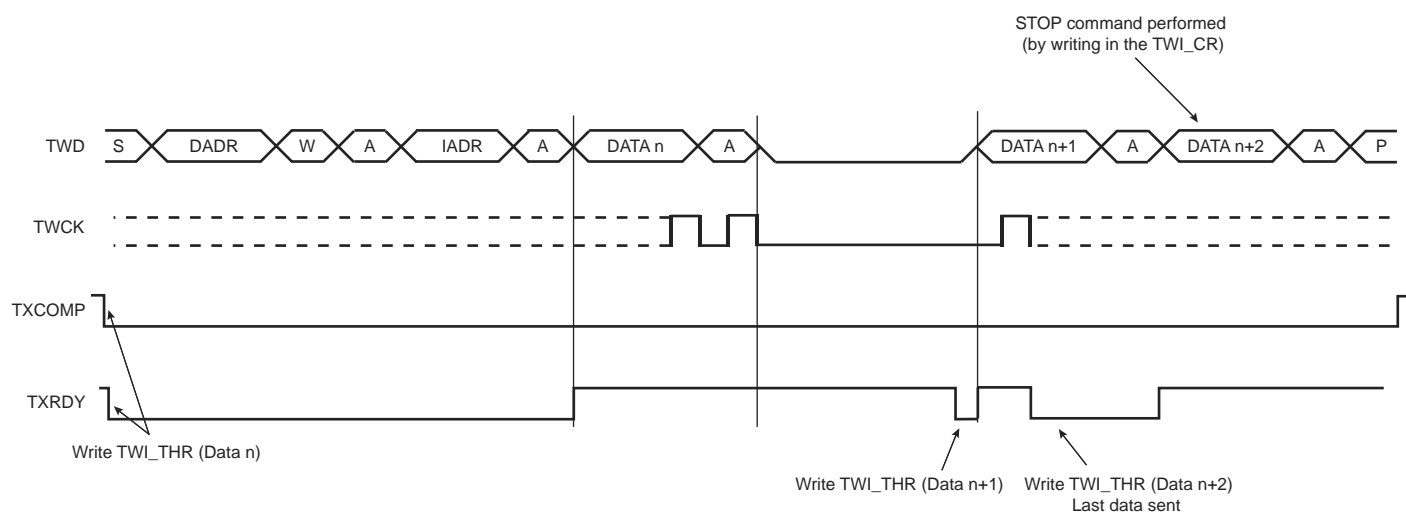 STOP command performed
(by writing in the TWI_CR)
TWD S DADR W A IADR A DATA n A DATA n+1 A DATA n+2 A P
TWCK
TXCOMP
TXRDY
Write TWI_THR (Data n)
Write TWI_THR (Data n+1) Write TWI_THR (Data n+2)
Last data sent